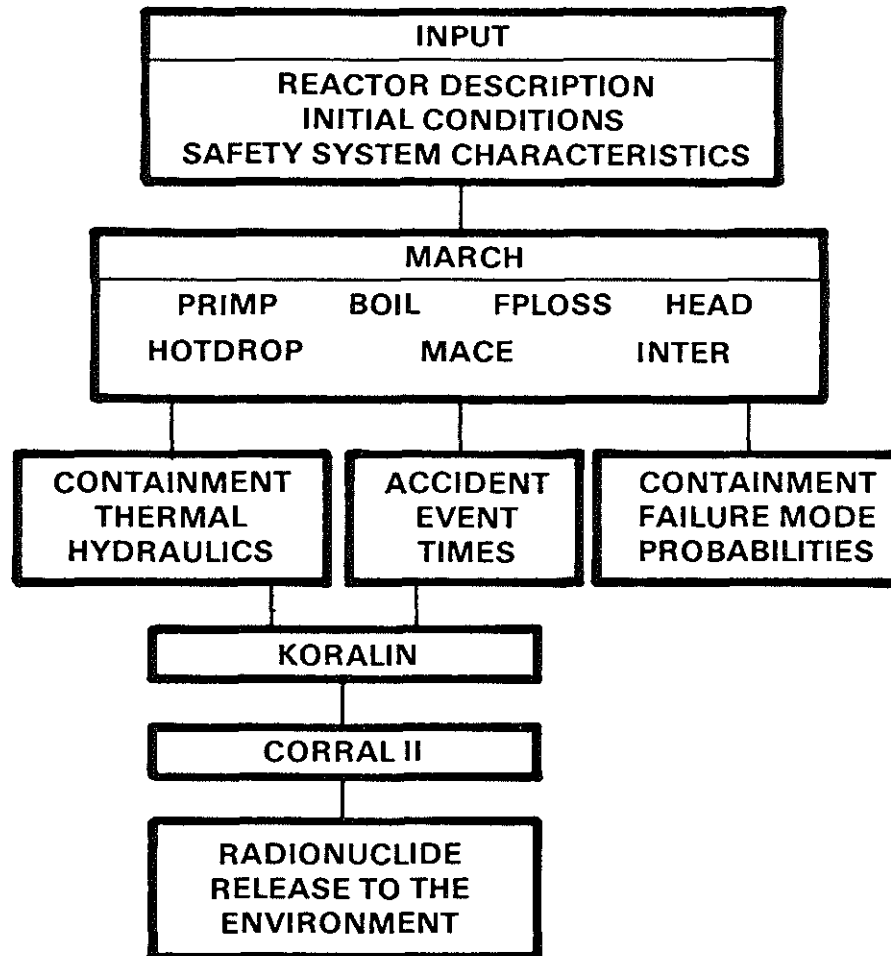 INPUT
REACTOR DESCRIPTION
INITIAL CONDITIONS
SAFETY SYSTEM CHARACTERISTICS
MARCH
PRIMP BOIL FPLOSS HEAD
HOTDROP MACE INTER
CONTAINMENT
THERMAL
HYDRAULICS
ACCIDENT
EVENT
TIMES
CONTAINMENT
FAILURE MODE
PROBABILITIES
KORALIN
CORRAL II
RADIONUCLIDE
RELEASE TO THE
ENVIRONMENT